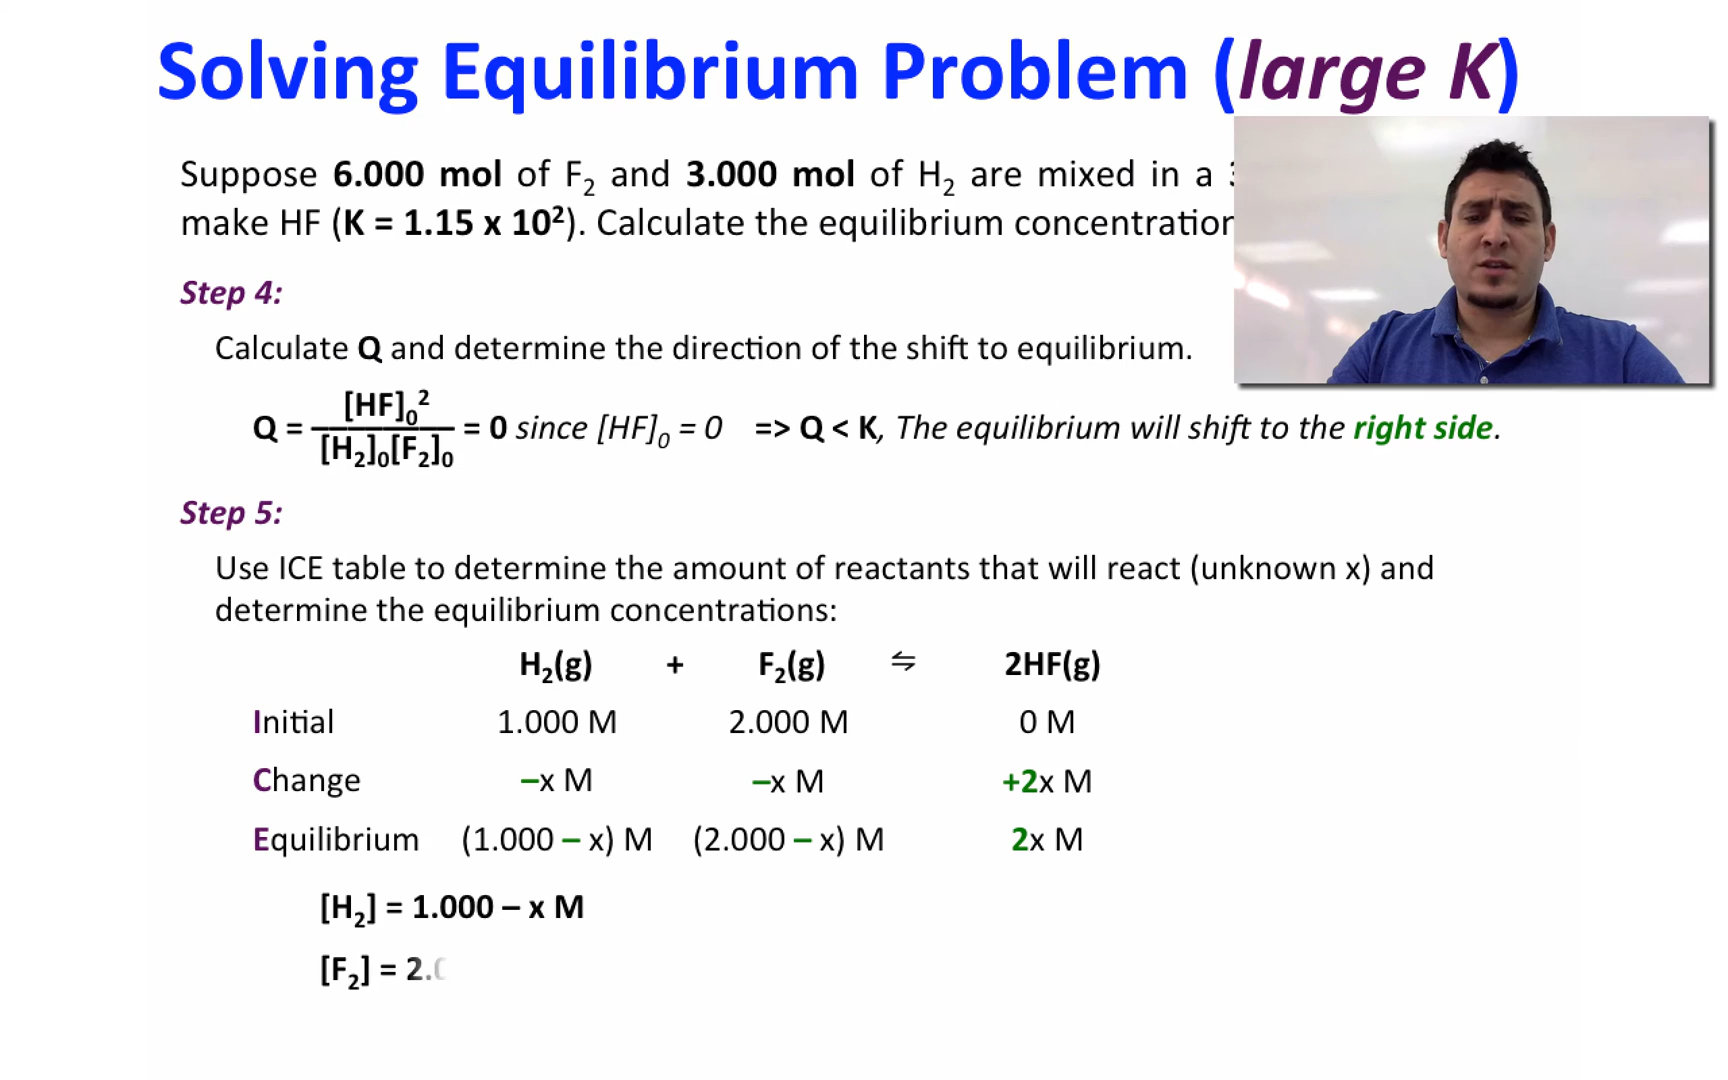 Solving Equilibrium Problem (large K)
Suppose 6.000 mol of F₂ and 3.000 mol of H₂ are mixed in a
make HF (K = 1.15 x 10²). Calculate the equilibrium
Step 4:
Calculate Q and determine the direction of the shift to equilibrium.
Q = [HF]₀² / [H₂]₀[F₂]₀ = 0 since [HF]₀ = 0 => Q < K, The equilibrium will shift to the right side.
Step 5:
Use ICE table to determine the amount of reactants that will react (unknown x) and
determine the equilibrium concentrations:
H₂(g) + F₂(g) ⇋ 2HF(g)
Initial 1.000 M 2.000 M 0 M
Change –x M –x M +2x M
Equilibrium (1.000 – x) M (2.000 – x) M 2x M
[H₂] = 1.000 – x M
[F₂] = 2.